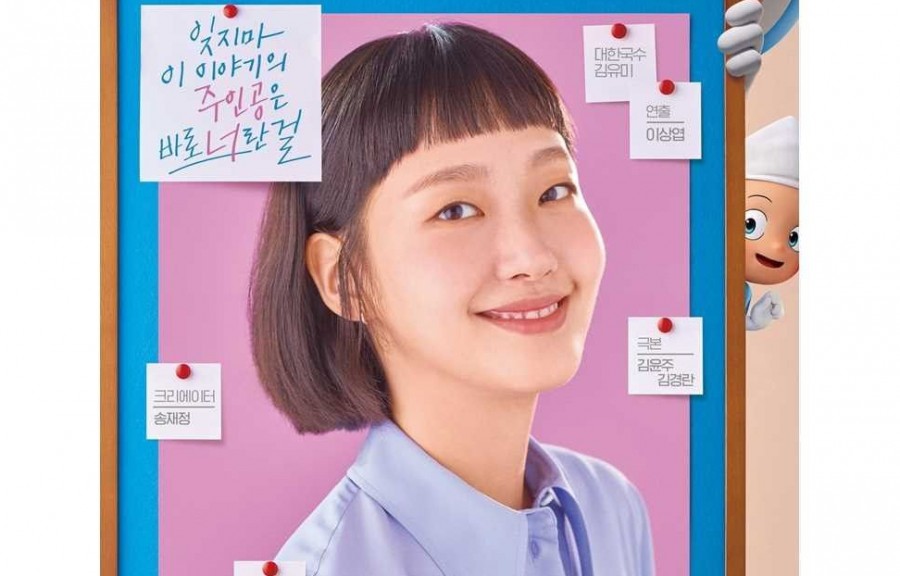 잊지마
이 이야기의
주인공은
바로 너란 걸
대한국수
김유미
연출
이상엽
극본
김윤주
김경란
크리에이터
송재정